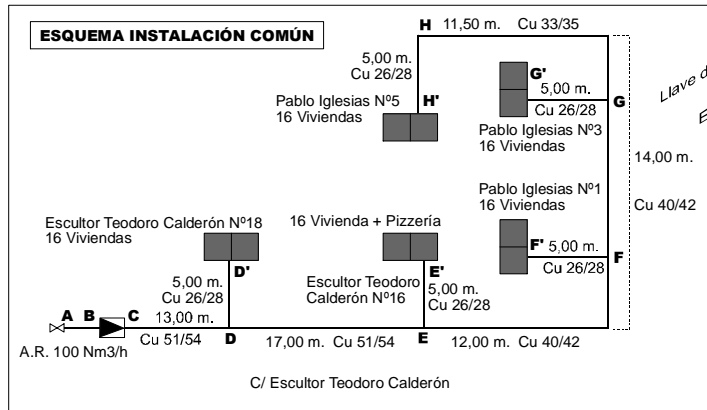 ESQUEMA INSTALACIÓN COMÚN
H 11,50 m. Cu 33/35
5,00 m.
Cu 26/28
H'
Pablo Iglesias Nº5
16 Viviendas
G'
5,00 m.
Cu 26/28
G
Pablo Iglesias Nº3
16 Viviendas
Llave d
E
14,00 m.
Cu 40/42
Pablo Iglesias Nº1
16 Viviendas
F'
5,00 m.
Cu 26/28
F
Escultor Teodoro Calderón Nº18
16 Viviendas
D'
5,00 m.
Cu 26/28
16 Vivienda + Pizzería
E'
Escultor Teodoro
Calderón Nº16
5,00 m.
Cu 26/28
A B C
13,00 m.
Cu 51/54
A.R. 100 Nm3/h
D
17,00 m. Cu 51/54
E
12,00 m. Cu 40/42
C/ Escultor Teodoro Calderón